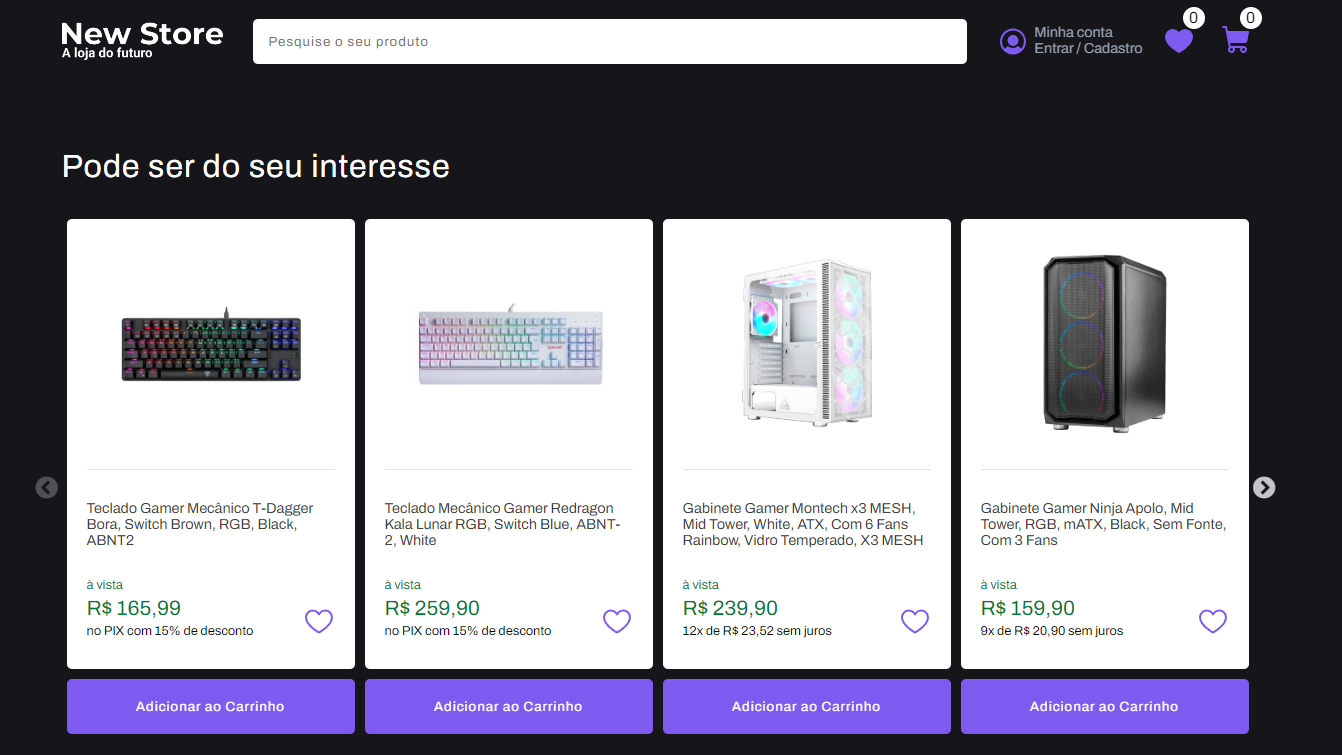 New Store
A loja do futuro
Pesquise o seu produto
Minha conta
Entrar / Cadastro
0
0
Pode ser do seu interesse
Teclado Gamer Mecânico T-Dagger
Bora, Switch Brown, RGB, Black,
ABNT2
à vista
R$ 165,99
no PIX com 15% de desconto
Adicionar ao Carrinho
Teclado Mecânico Gamer Redragon
Kala Lunar RGB, Switch Blue, ABNT-
2, White
à vista
R$ 259,90
no PIX com 15% de desconto
Adicionar ao Carrinho
Gabinete Gamer Montech x3 MESH,
Mid Tower, White, ATX, Com 6 Fans
Rainbow, Vidro Temperado, X3 MESH
à vista
R$ 239,90
12x de R$ 23,52 sem juros
Adicionar ao Carrinho
Gabinete Gamer Ninja Apolo, Mid
Tower, RGB, mATX, Black, Sem Fonte,
Com 3 Fans
à vista
R$ 159,90
9x de R$ 20,90 sem juros
Adicionar ao Carrinho